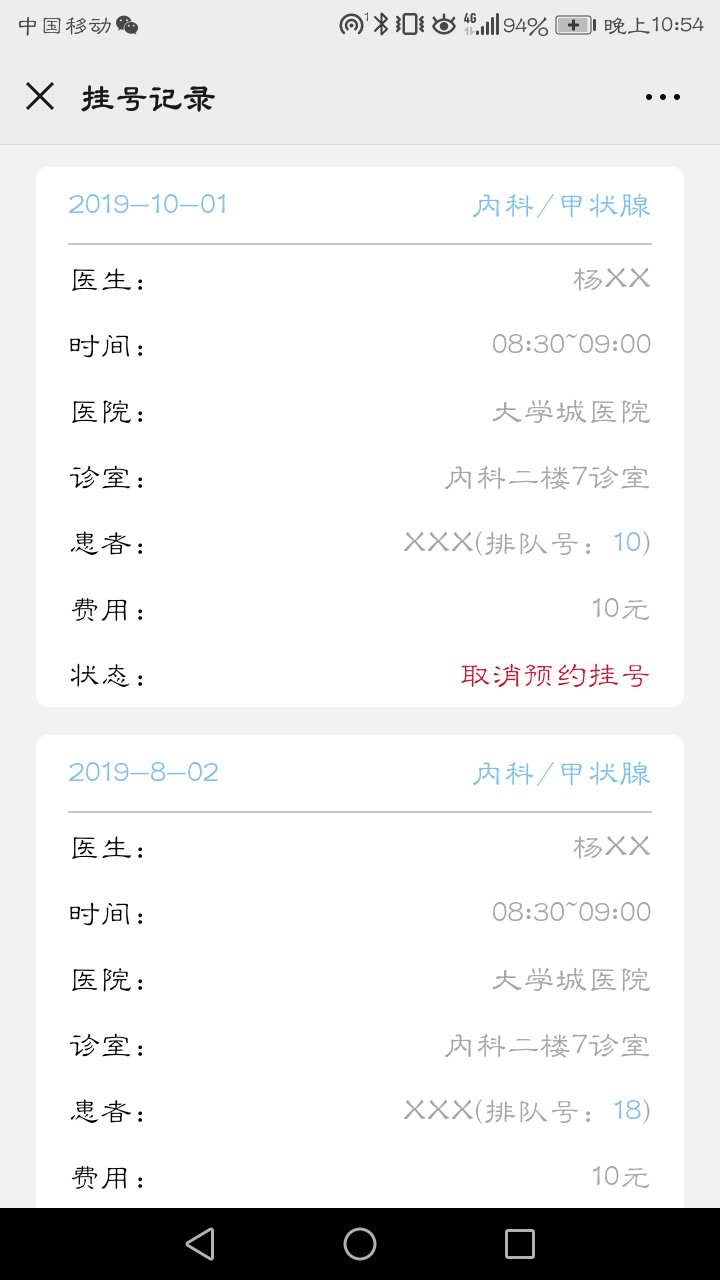 中国移动 4G 94% 晚上10:54
挂号记录
2019-10-01 内科/甲状腺
医生： 杨XX
时间： 08:30~09:00
医院： 大学城医院
诊室： 内科二楼7诊室
患者： XXX(排队号：10)
费用： 10元
状态： 取消预约挂号
2019-8-02 内科/甲状腺
医生： 杨XX
时间： 08:30~09:00
医院： 大学城医院
诊室： 内科二楼7诊室
患者： XXX(排队号：18)
费用： 10元